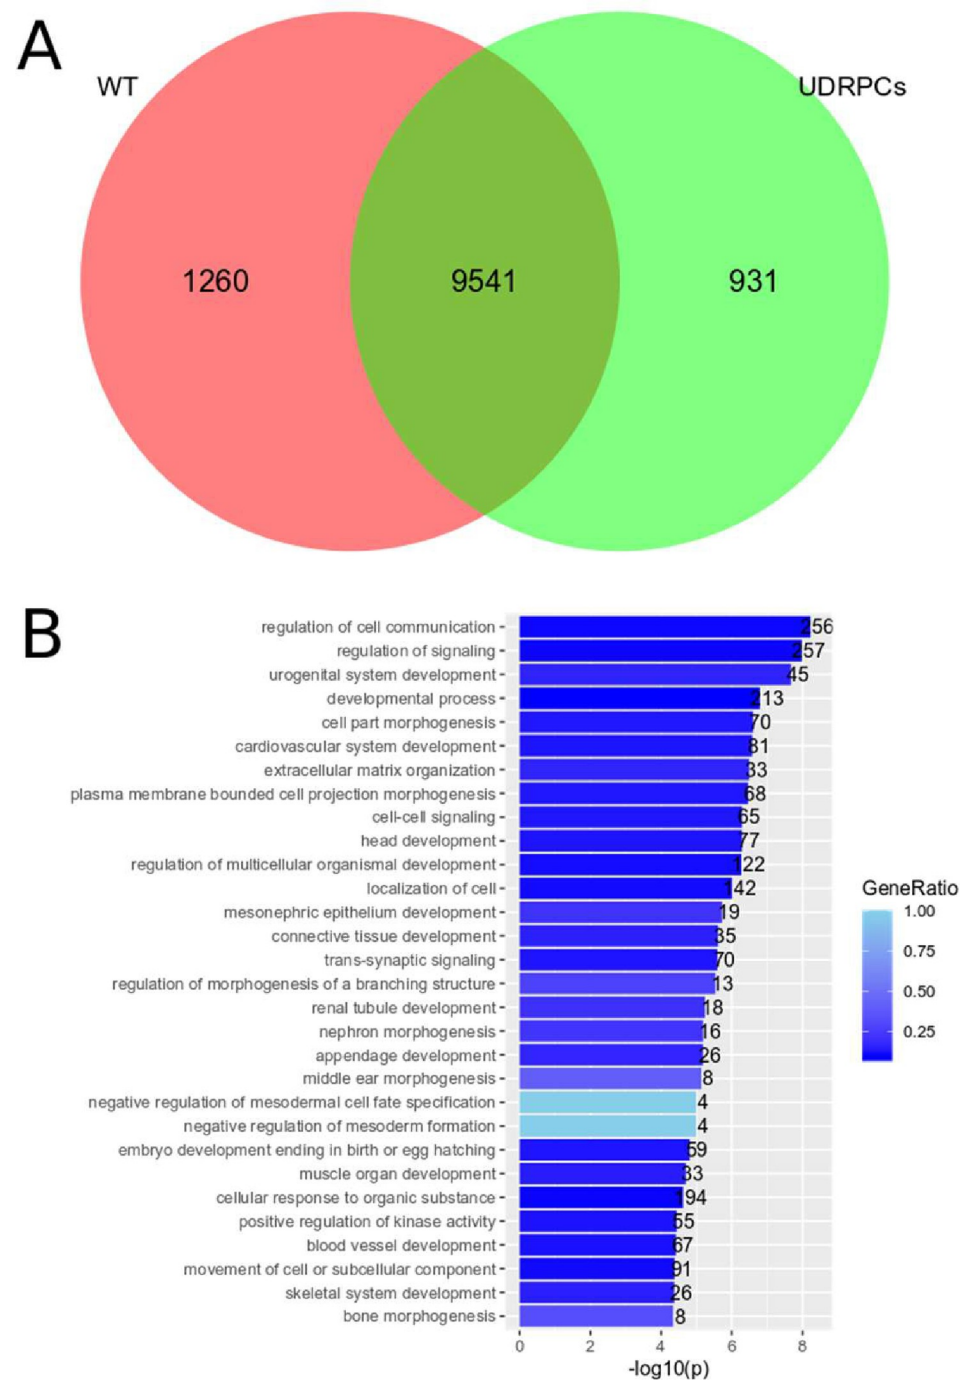 A
WT
UDRPCs
1260
9541
931
B
regulation of cell communication 256
regulation of signaling 257
urogenital system development 45
developmental process 213
cell part morphogenesis 70
cardiovascular system development 81
extracellular matrix organization 33
plasma membrane bounded cell projection morphogenesis 68
cell-cell signaling 65
head development 77
regulation of multicellular organismal development 122
localization of cell 142
mesonephric epithelium development 19
connective tissue development 35
trans-synaptic signaling 70
regulation of morphogenesis of a branching structure 13
renal tubule development 18
nephron morphogenesis 16
appendage development 26
middle ear morphogenesis 8
negative regulation of mesodermal cell fate specification 4
negative regulation of mesoderm formation 4
embryo development ending in birth or egg hatching 59
muscle organ development 33
cellular response to organic substance 194
positive regulation of kinase activity 55
blood vessel development 67
movement of cell or subcellular component 91
skeletal system development 26
bone morphogenesis 8
0 2 4 6 8
-log10(p)
GeneRatio
1.00
0.75
0.50
0.25